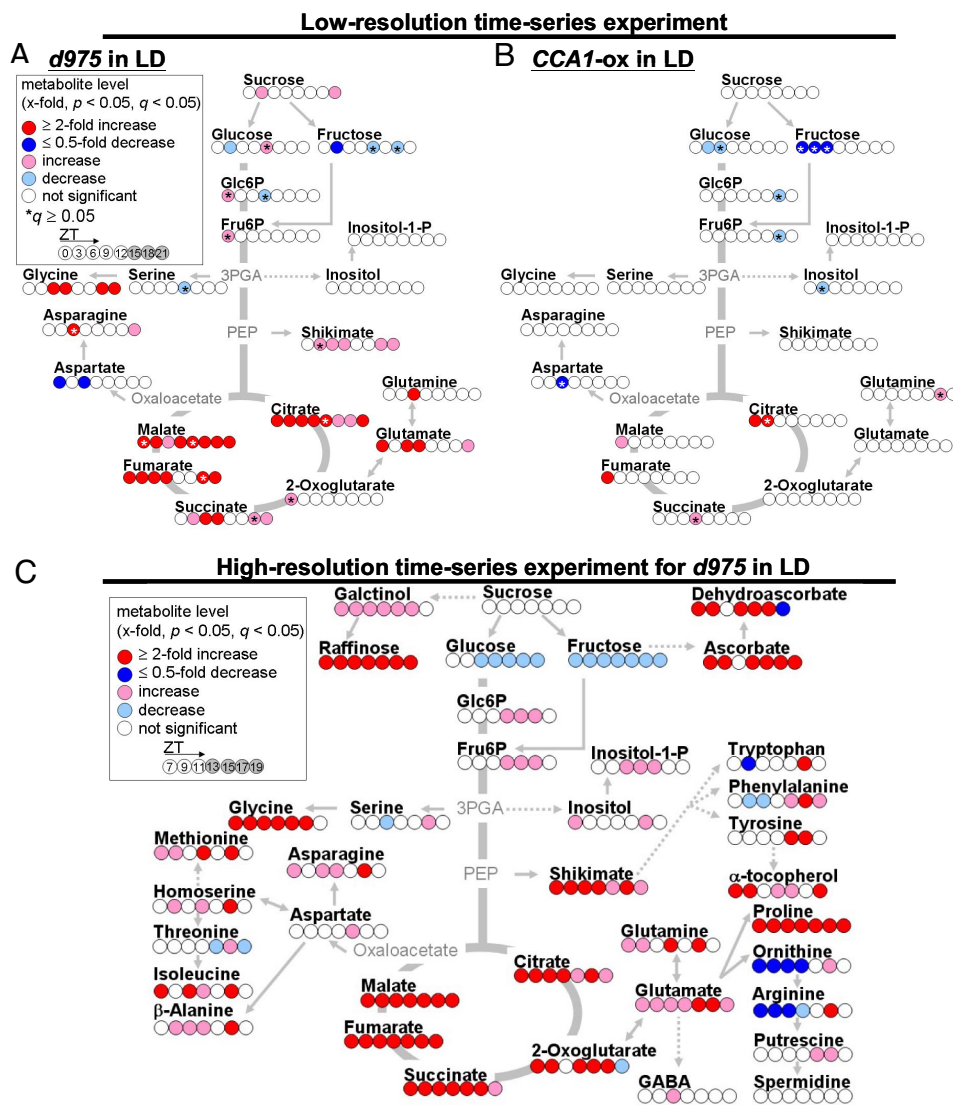 Low-resolution time-series experiment
A
d975 in LD
metabolite level
(x-fold, p < 0.05, q < 0.05)
≥ 2-fold increase
≤ 0.5-fold decrease
increase
decrease
not significant
*q ≥ 0.05
ZT
0 3 6 9 12 15 18 21
Sucrose
Glucose
Fructose
Glc6P
Fru6P
Inositol-1-P
Glycine
Serine
3PGA
Inositol
Asparagine
PEP
Shikimate
Aspartate
Oxaloacetate
Glutamine
Citrate
Malate
Glutamate
Fumarate
2-Oxoglutarate
Succinate
B
CCA1-ox in LD
Sucrose
Glucose
Fructose
Glc6P
Fru6P
Inositol-1-P
Glycine
Serine
3PGA
Inositol
Asparagine
PEP
Shikimate
Aspartate
Oxaloacetate
Glutamine
Citrate
Malate
Glutamate
Fumarate
2-Oxoglutarate
Succinate
C
High-resolution time-series experiment for d975 in LD
metabolite level
(x-fold, p < 0.05, q < 0.05)
≥ 2-fold increase
≤ 0.5-fold decrease
increase
decrease
not significant
ZT
7 9 11 13 15 17 19
Galctinol
Sucrose
Dehydroascorbate
Raffinose
Glucose
Fructose
Ascorbate
Glc6P
Fru6P
Inositol-1-P
Tryptophan
Phenylalanine
Glycine
Serine
3PGA
Inositol
Tyrosine
Methionine
Asparagine
PEP
Shikimate
α-tocopherol
Homoserine
Aspartate
Proline
Threonine
Oxaloacetate
Glutamine
Ornithine
Isoleucine
Citrate
Malate
Glutamate
Arginine
β-Alanine
Fumarate
2-Oxoglutarate
Putrescine
Succinate
GABA
Spermidine